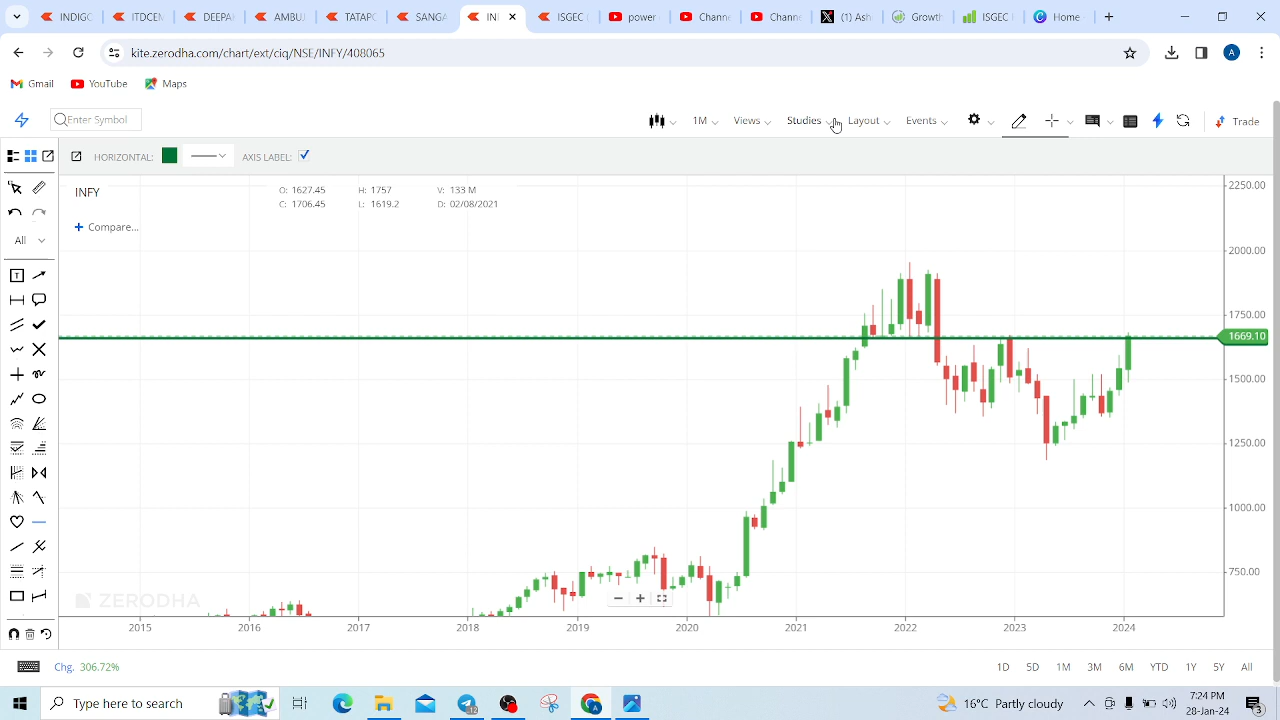 ITDCEN
DEEPA
AMBU
TATAP
SANGA
INI
ISGEC
power
Chann
Chann
(1) Ash
Growth
ISGEC
Home
kite.zerodha.com/chart/ext/ciq/NSE/INFY/408065
Gmail YouTube Maps
Enter Symbol
1M Views Studies Layout Events Trade
HORIZONTAL: AXIS LABEL:
INFY
O: 1627.45 H: 1757 V: 133 M
C: 1706.45 L: 1619.2 D: 02/08/2021
+ Compare...
All
T
2250.00
2000.00
1750.00
1669.10
1500.00
1250.00
1000.00
750.00
ZERODHA
2015 2016 2017 2018 2019 2020 2021 2022 2023 2024
Chg. 306.72%
1D 5D 1M 3M 6M YTD 1Y 5Y All
Type here to search
16°C Partly cloudy
7:24 PM
28-Jan-24